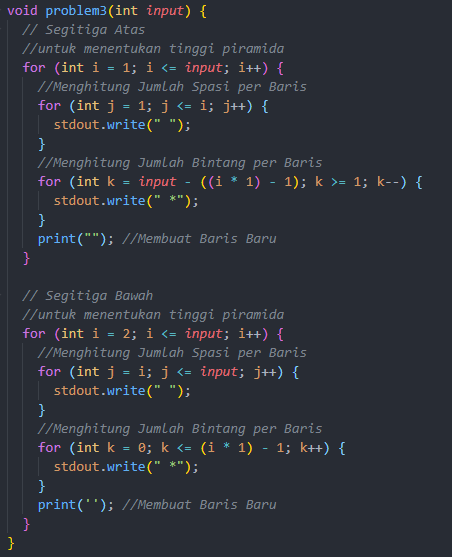 void problem3(int input) {
  // Segitiga Atas
  //untuk menentukan tinggi piramida
  for (int i = 1; i <= input; i++) {
    //Menghitung Jumlah Spasi per Baris
    for (int j = 1; j <= i; j++) {
      stdout.write(" ");
    }
    //Menghitung Jumlah Bintang per Baris
    for (int k = input - ((i * 1) - 1); k >= 1; k--) {
      stdout.write(" *");
    }
    print(""); //Membuat Baris Baru
  }

  // Segitiga Bawah
  //untuk menentukan tinggi piramida
  for (int i = 2; i <= input; i++) {
    //Menghitung Jumlah Spasi per Baris
    for (int j = i; j <= input; j++) {
      stdout.write(" ");
    }
    //Menghitung Jumlah Bintang per Baris
    for (int k = 0; k <= (i * 1) - 1; k++) {
      stdout.write(" *");
    }
    print(''); //Membuat Baris Baru
  }
}